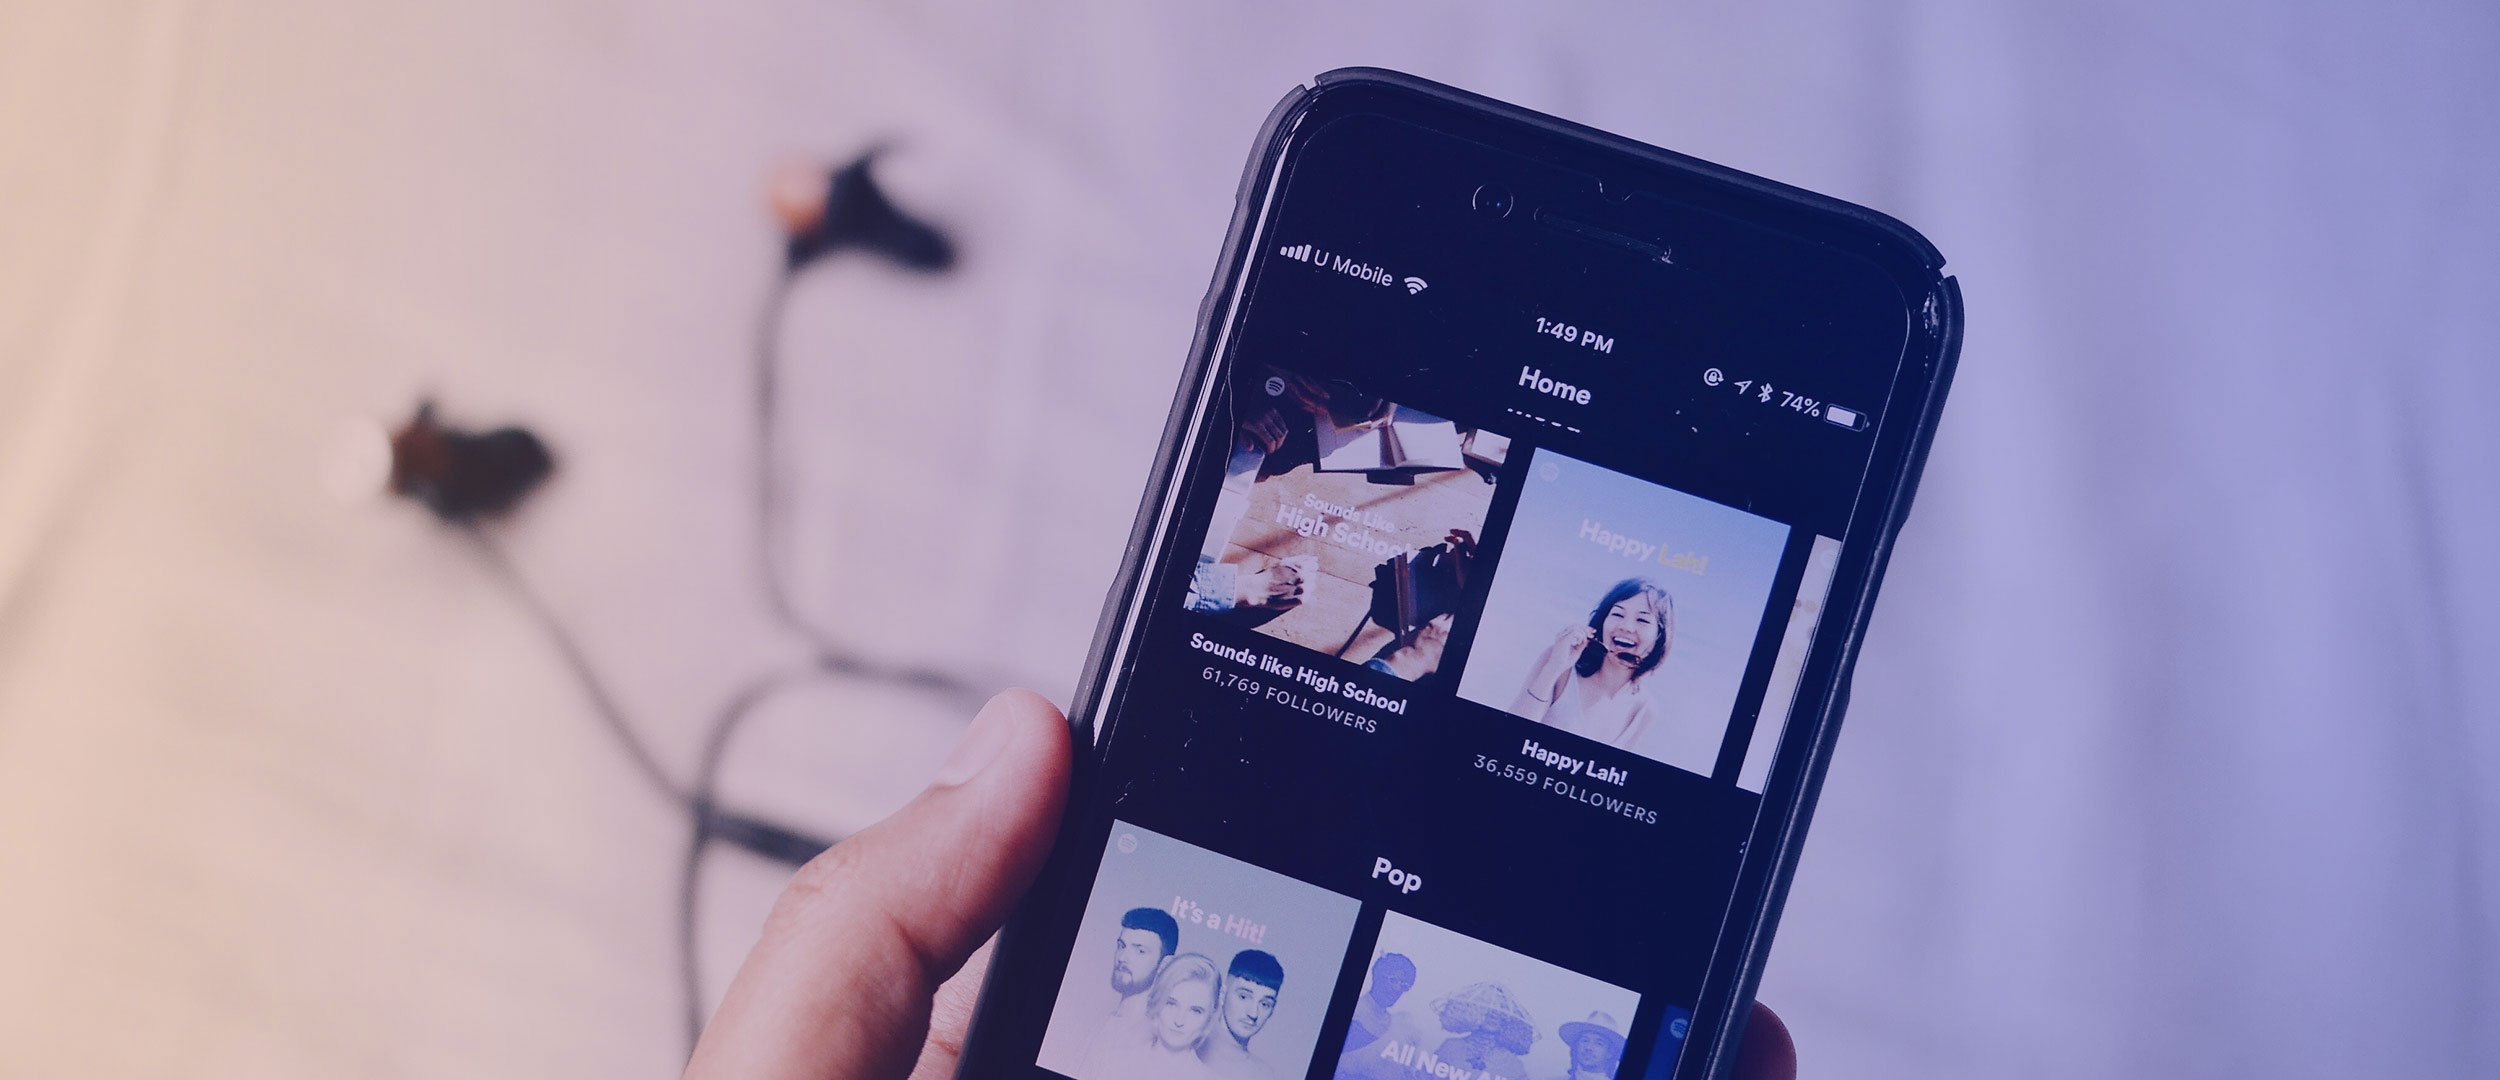 U Mobile
1:49 PM
74%
Home
Sounds Like
High School
Happy Lah!
Sounds like High School
61,769 FOLLOWERS
Happy Lah!
36,559 FOLLOWERS
Pop
It's a Hit!
All New